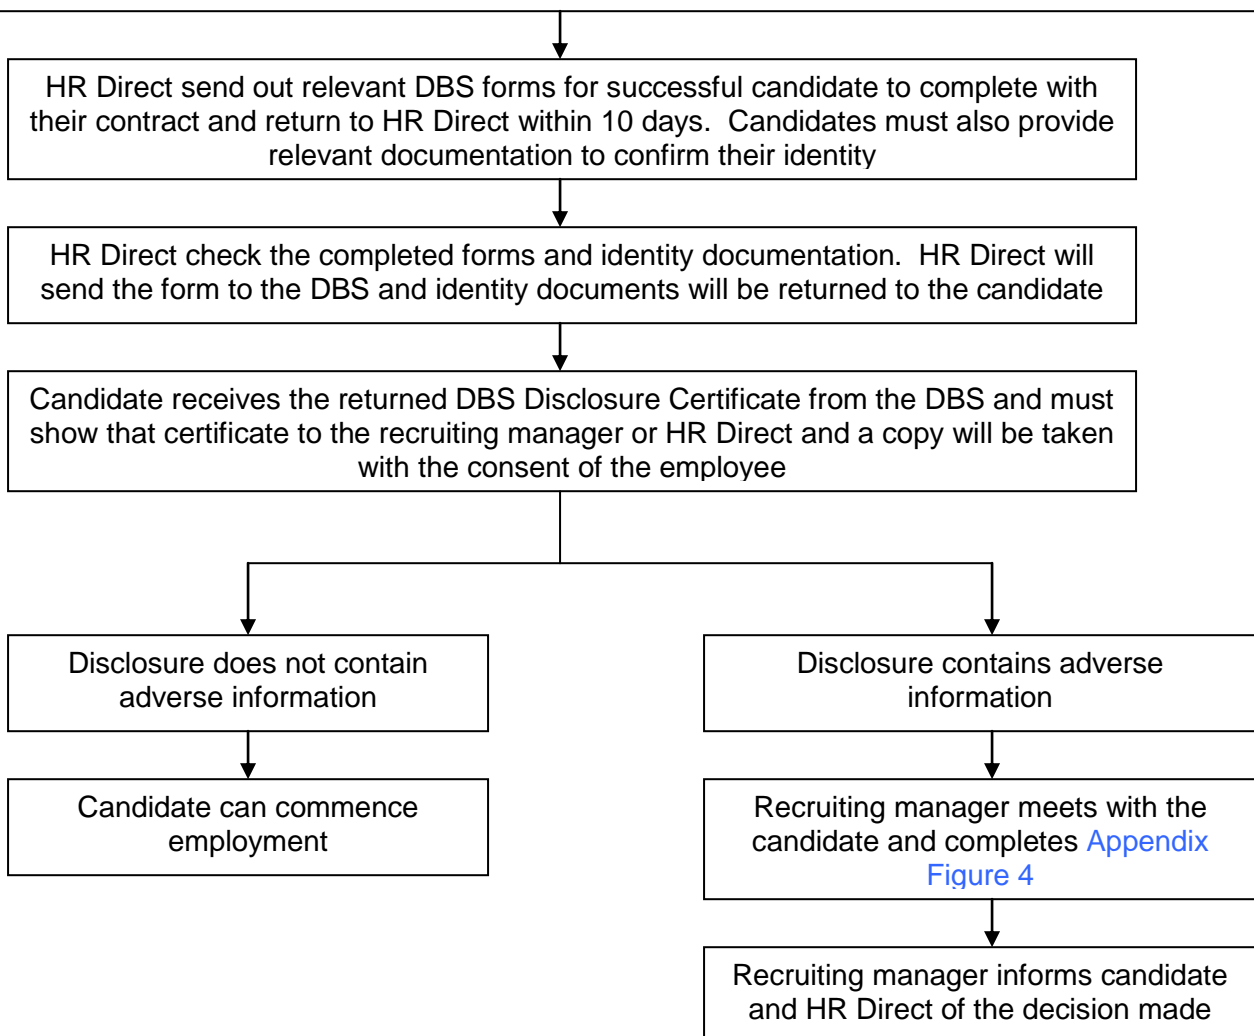 HR Direct send out relevant DBS forms for successful candidate to complete with
their contract and return to HR Direct within 10 days.  Candidates must also provide
relevant documentation to confirm their identity
HR Direct check the completed forms and identity documentation.  HR Direct will
send the form to the DBS and identity documents will be returned to the candidate
Candidate receives the returned DBS Disclosure Certificate from the DBS and must
show that certificate to the recruiting manager or HR Direct and a copy will be taken
with the consent of the employee
Disclosure does not contain
adverse information
Candidate can commence
employment
Disclosure contains adverse
information
Recruiting manager meets with the
candidate and completes Appendix
Figure 4
Recruiting manager informs candidate
and HR Direct of the decision made